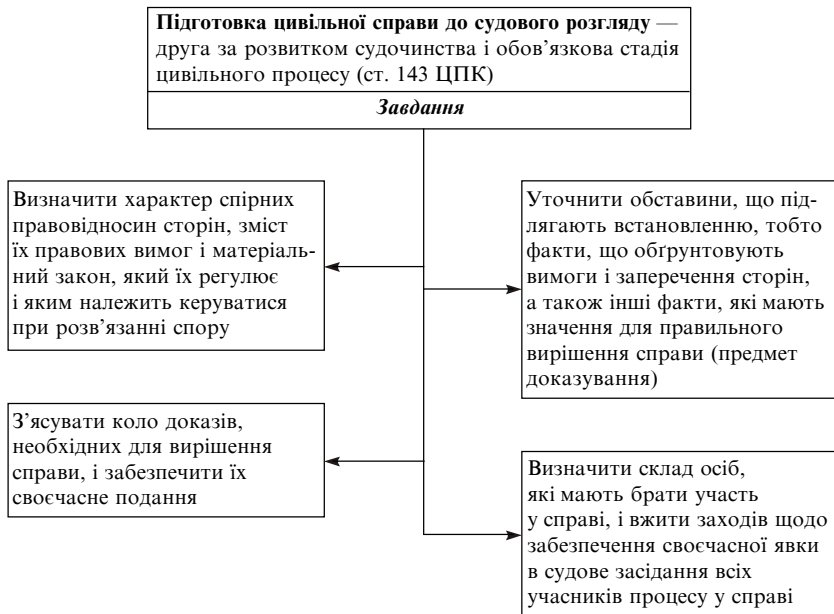 Підготовка цивільної справи до судового розгляду —
друга за розвитком судочинства і обов’язкова стадія
цивільного процесу (ст. 143 ЦПК)
Завдання
Визначити характер спірних
правовідносин сторін, зміст
їх правових вимог і матеріаль-
ний закон, який їх регулює
і яким належить керуватися
при розв’язанні спору
Уточнити обставини, що під-
лягають встановленню, тобто
факти, що обґрунтовують
вимоги і заперечення сторін,
а також інші факти, які мають
значення для правильного
вирішення справи (предмет
доказування)
З’ясувати коло доказів,
необхідних для вирішення
справи, і забезпечити їх
своєчасне подання
Визначити склад осіб,
які мають брати участь
у справі, і вжити заходів щодо
забезпечення своєчасної явки
в судове засідання всіх
учасників процесу у справі